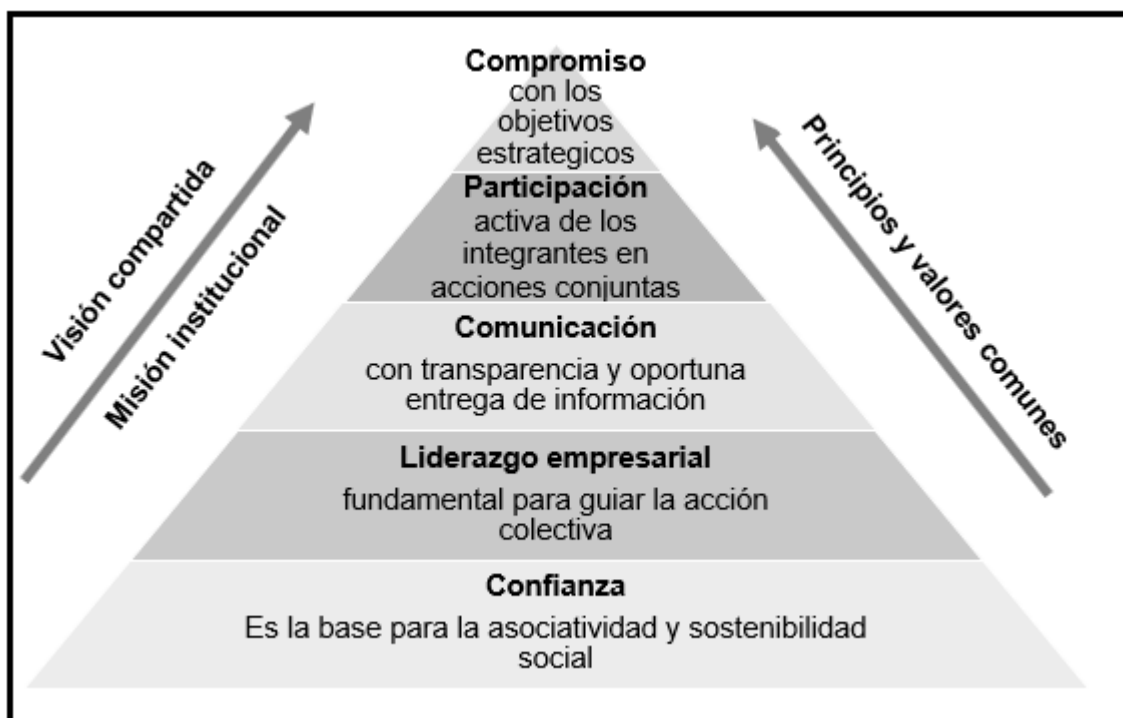 Compromiso
con los
objetivos
estrategicos
Participación
activa de los
integrantes en
acciones conjuntas
Comunicación
con transparencia y oportuna
entrega de información
Liderazgo empresarial
fundamental para guiar la acción
colectiva
Confianza
Es la base para la asociatividad y sostenibilidad
social
Visión compartida
Misión institucional
Principios y valores comunes